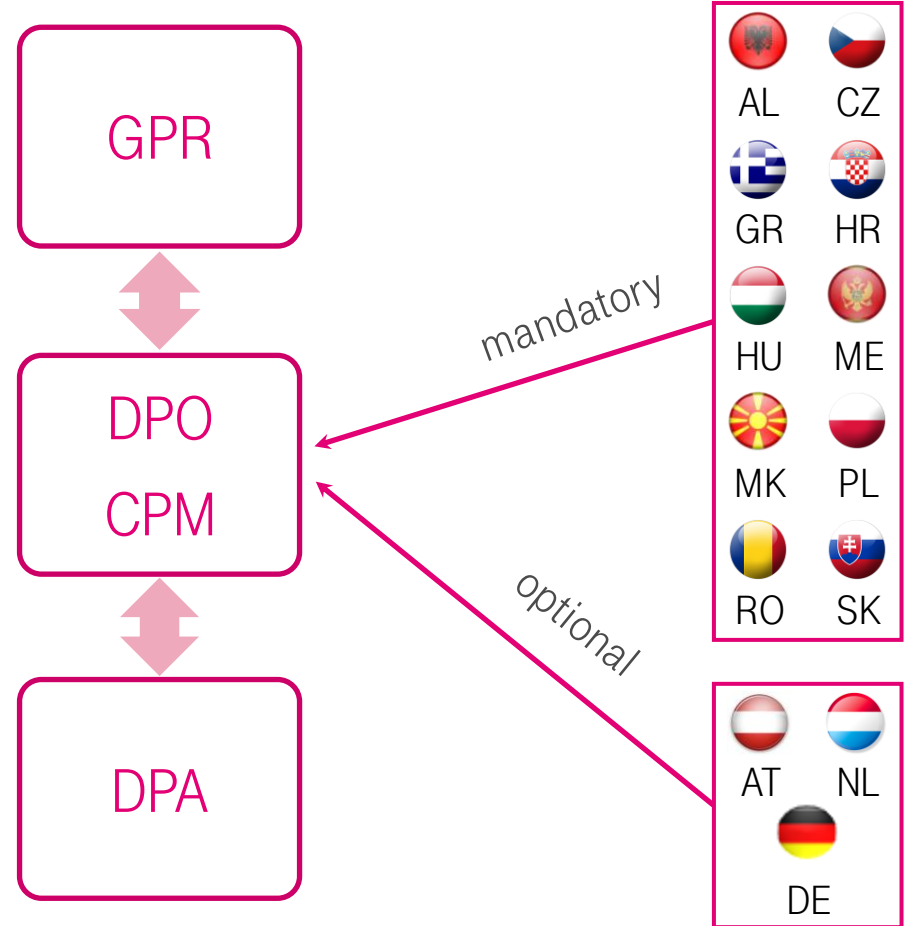 GPR
DPO
CPM
DPA
mandatory
optional
AL CZ
GR HR
HU ME
MK PL
RO SK
AT NL
DE